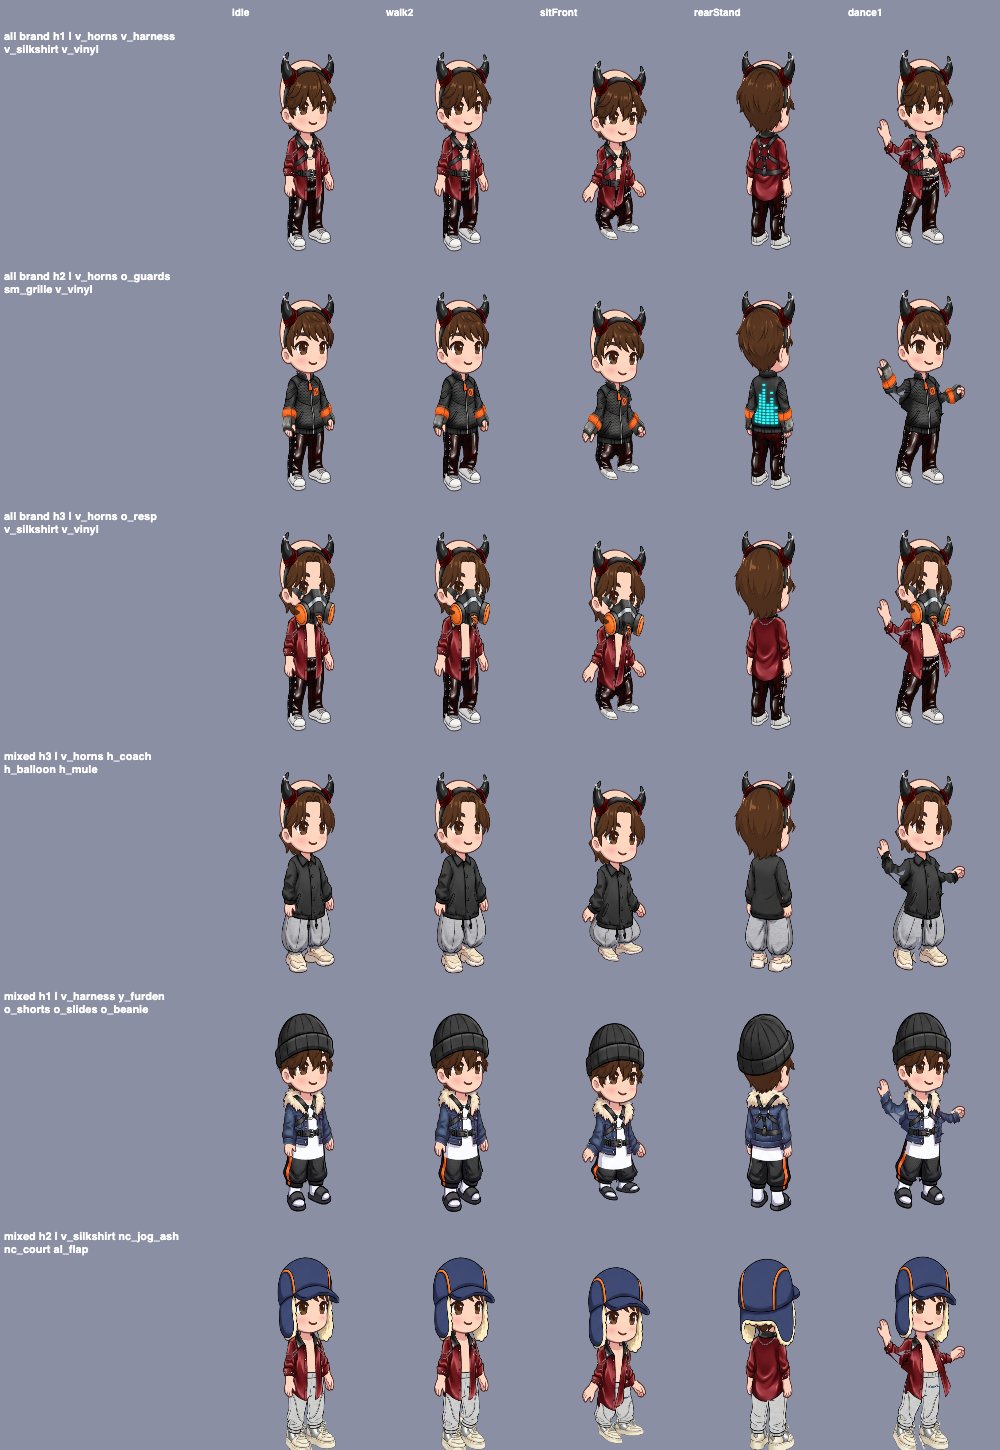 idle walk2 sitFront rearStand dance1
all brand h1 | v_horns v_harness
v_silkshirt v_vinyl
all brand h2 | v_horns o_guards
sm_grille v_vinyl
all brand h3 | v_horns o_resp
v_silkshirt v_vinyl
mixed h3 | v_horns h_coach
h_balloon h_mule
mixed h1 | v_harness y_furden
o_shorts o_slides o_beanie
mixed h2 | v_silkshirt nc_jog_ash
nc_court al_flap